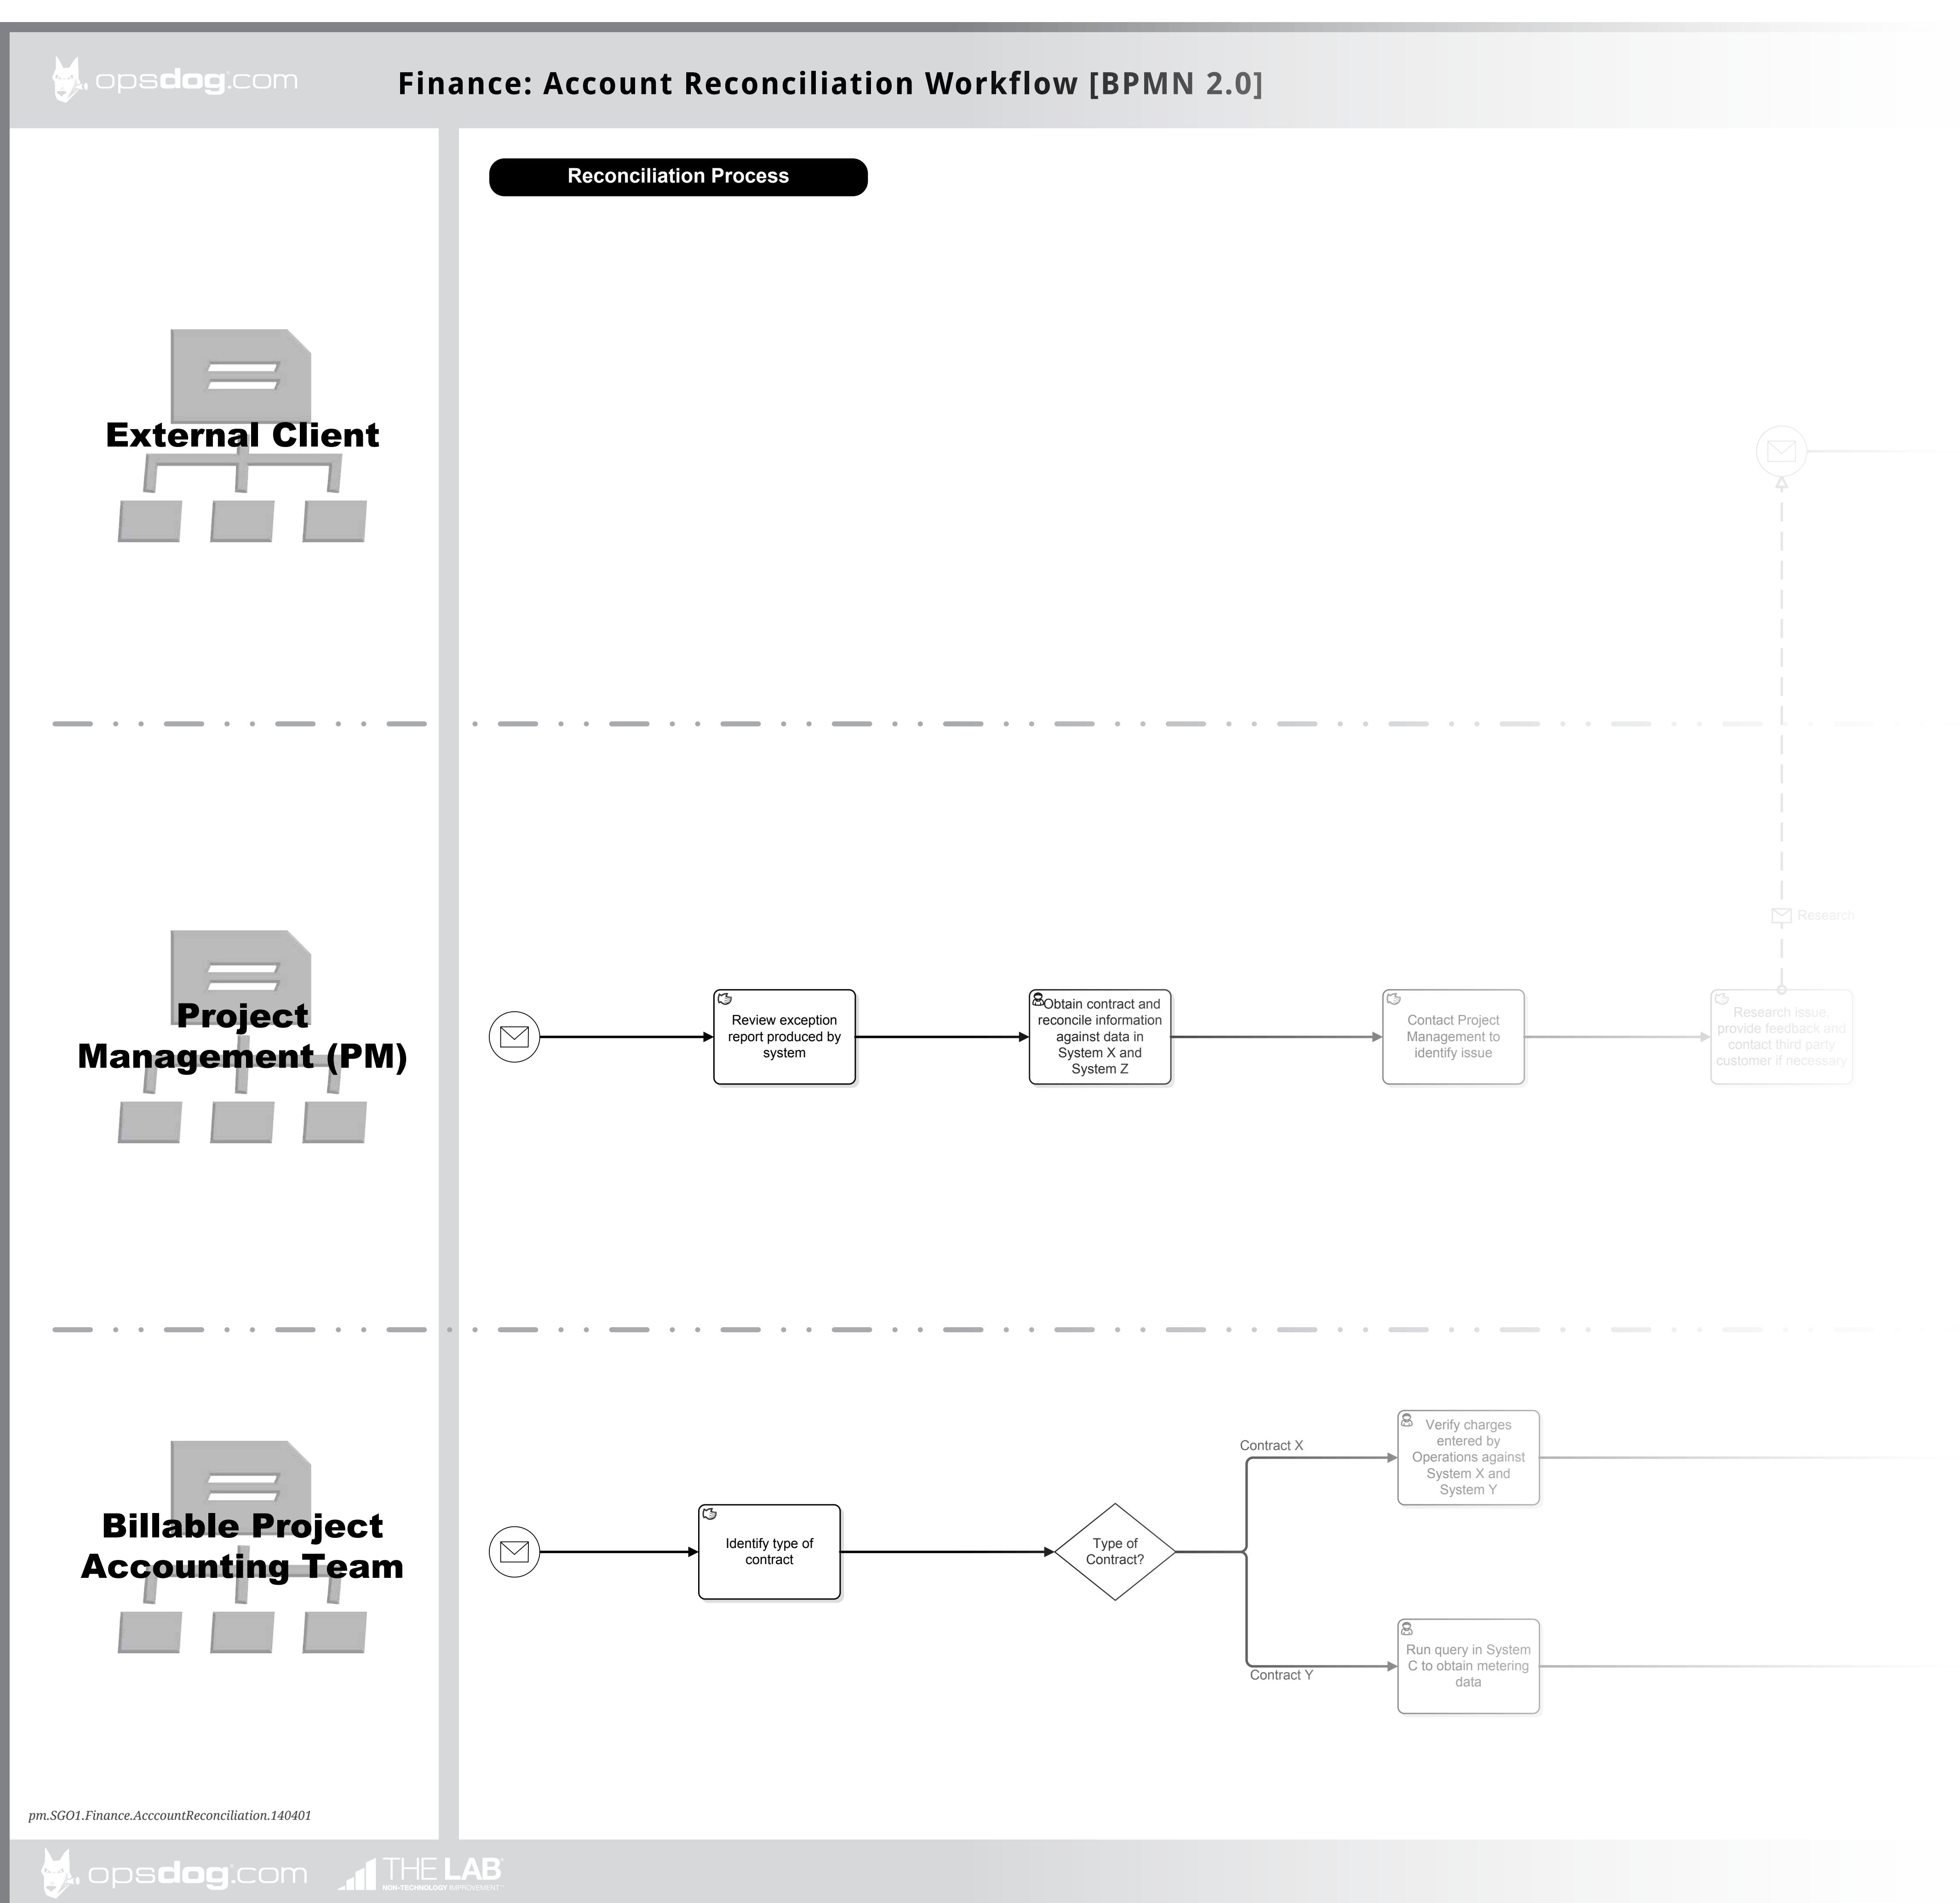 opsdog.com
Finance: Account Reconciliation Workflow [BPMN 2.0]
Reconciliation Process
External Client
Research
Project
Management (PM)
Review exception
report produced by
system
Obtain contract and
reconcile information
against data in
System X and
System Z
Contact Project
Management to
identify issue
Research issue,
provide feedback and
contact third party
customer if necessary
Billable Project
Accounting Team
Identify type of
contract
Type of
Contract?
Contract X
Verify charges
entered by
Operations against
System X and
System Y
Contract Y
Run query in System
C to obtain metering
data
pm.SGO1.Finance.AcccountReconciliation.140401
opsdog.com
THE LAB
NON-TECHNOLOGY IMPROVEMENT